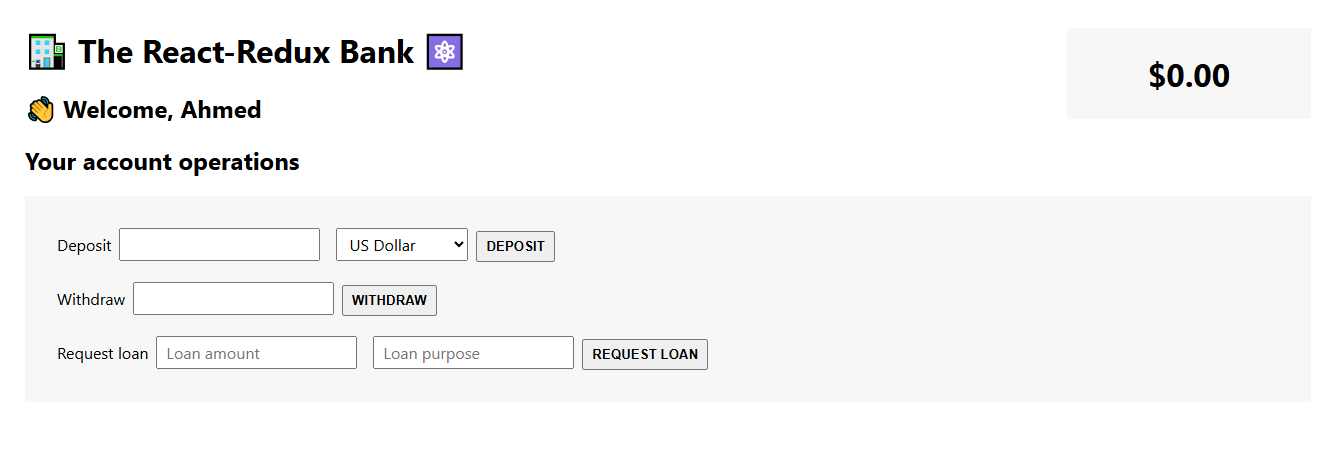 The React-Redux Bank
$0.00
Welcome, Ahmed
Your account operations
Deposit US Dollar DEPOSIT
Withdraw WITHDRAW
Request loan Loan amount Loan purpose REQUEST LOAN